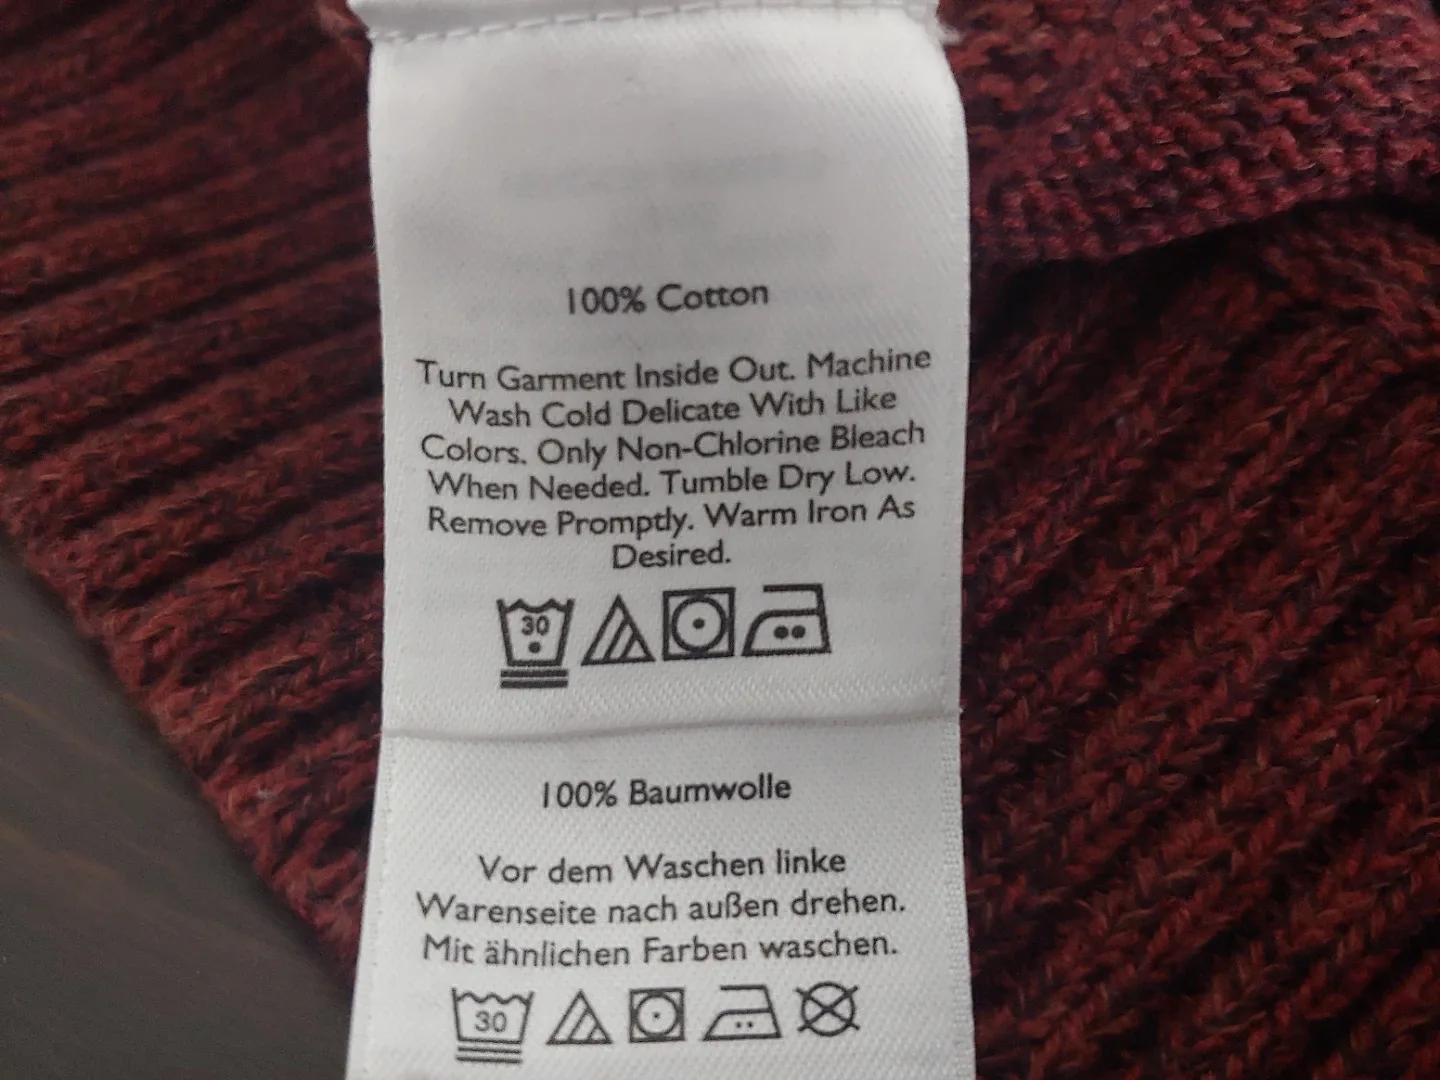 100% Cotton
Turn Garment Inside Out. Machine
Wash Cold Delicate With Like
Colors. Only Non-Chlorine Bleach
When Needed. Tumble Dry Low.
Remove Promptly. Warm Iron As
Desired.
30
100% Baumwolle
Vor dem Waschen linke
Warenseite nach außen drehen.
Mit ähnlichen Farben waschen.
30